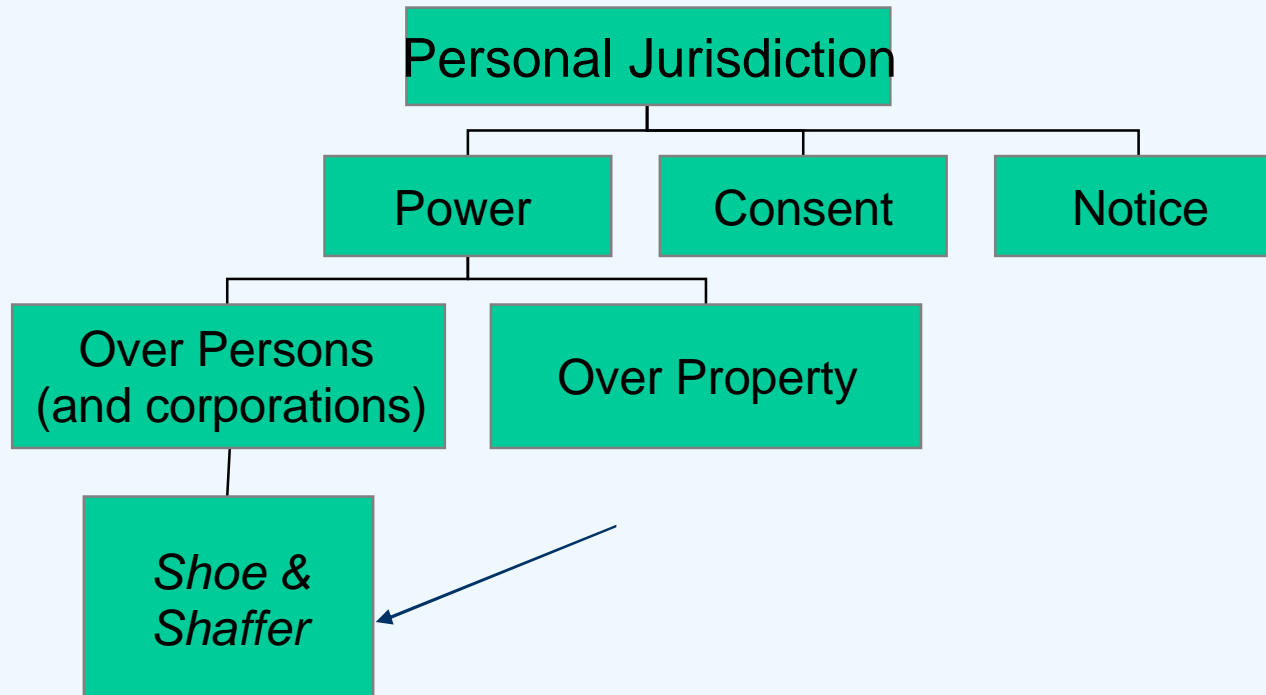 Personal Jurisdiction
Power
Consent
Notice
Over Persons
(and corporations)
Over Property
Shoe &
Shaffer